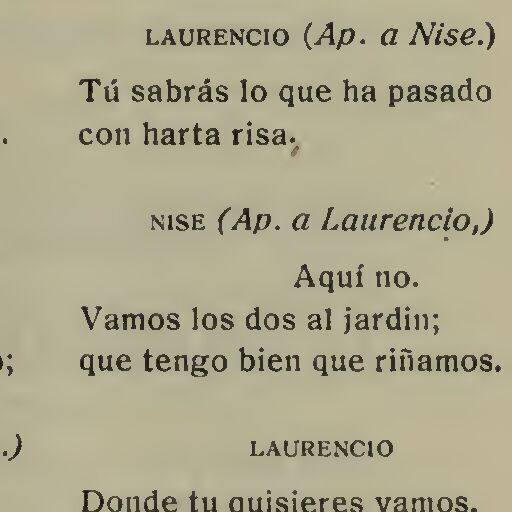 LAURENCIO (Ap. a Nise.)
Tú sabrás lo que ha pasado
con harta risa.
NISE (Ap. a Laurencio,)
Aquí no.
Vamos los dos al jardin;
que tengo bien que riñamos.
LAURENCIO
Donde tu quisieres vamos.